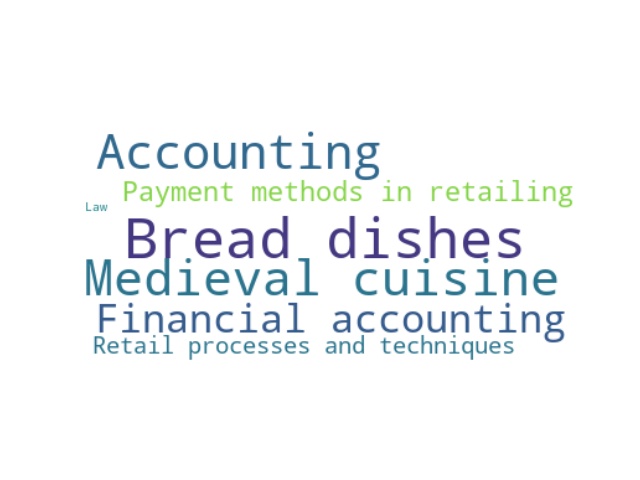 Accounting
Payment methods in retailing
Law
Bread dishes
Medieval cuisine
Financial accounting
Retail processes and techniques